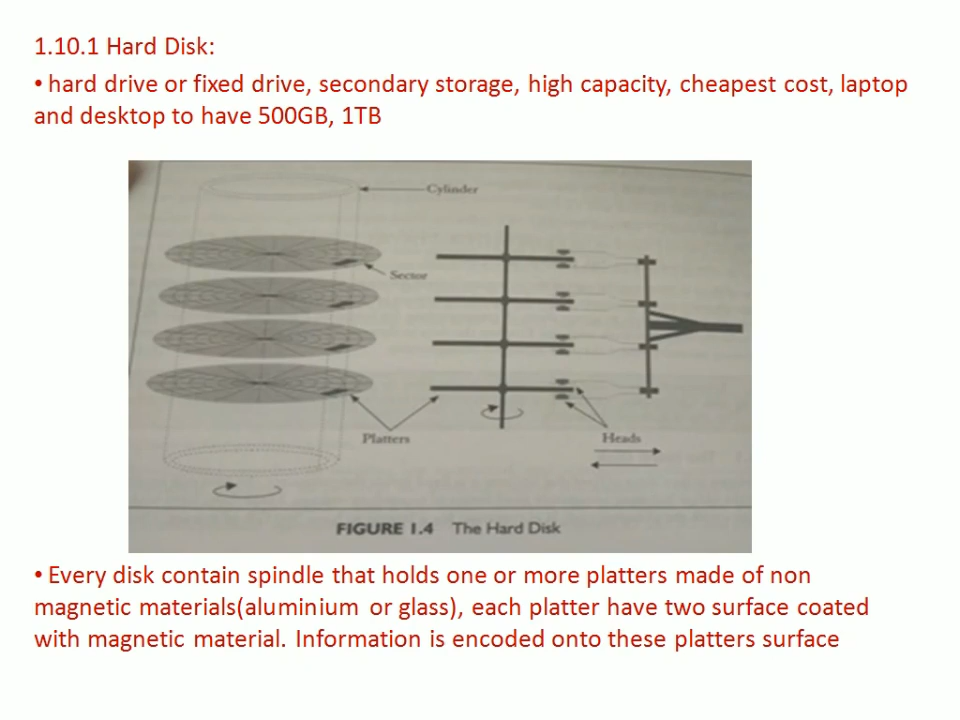 1.10.1 Hard Disk:
• hard drive or fixed drive, secondary storage, high capacity, cheapest cost, laptop
and desktop to have 500GB, 1TB
Cylinder
Sector
Platters
Heads
FIGURE 1.4 The Hard Disk
• Every disk contain spindle that holds one or more platters made of non
magnetic materials(aluminium or glass), each platter have two surface coated
with magnetic material. Information is encoded onto these platters surface